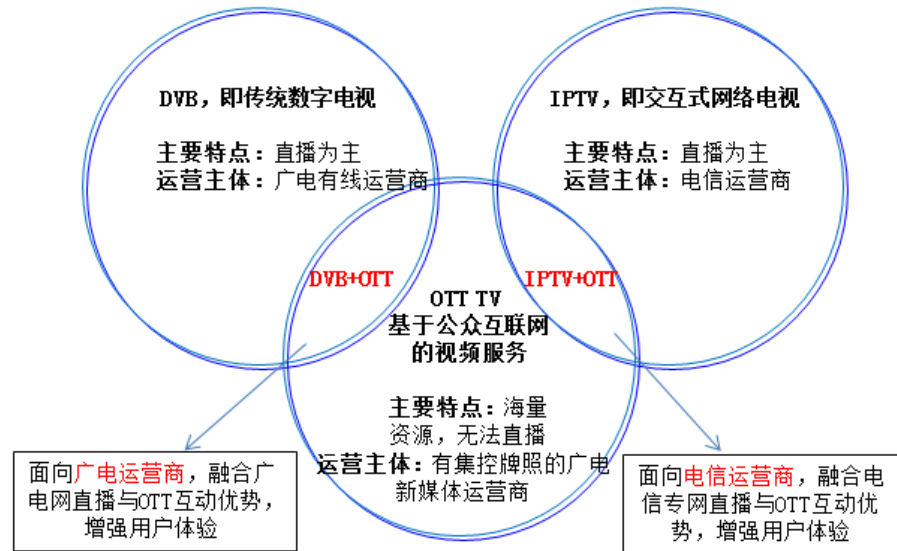 DVB，即传统数字电视
主要特点：直播为主
运营主体：广电有线运营商
IPTV，即交互式网络电视
主要特点：直播为主
运营主体：电信运营商
DVB+OTT
IPTV+OTT
OTT TV
基于公众互联网
的视频服务
主要特点：海量
资源，无法直播
运营主体：有集控牌照的广电
新媒体运营商
面向广电运营商，融合广
电网直播与OTT互动优势，
增强用户体验
面向电信运营商，融合电
信专网直播与OTT互动优
势，增强用户体验